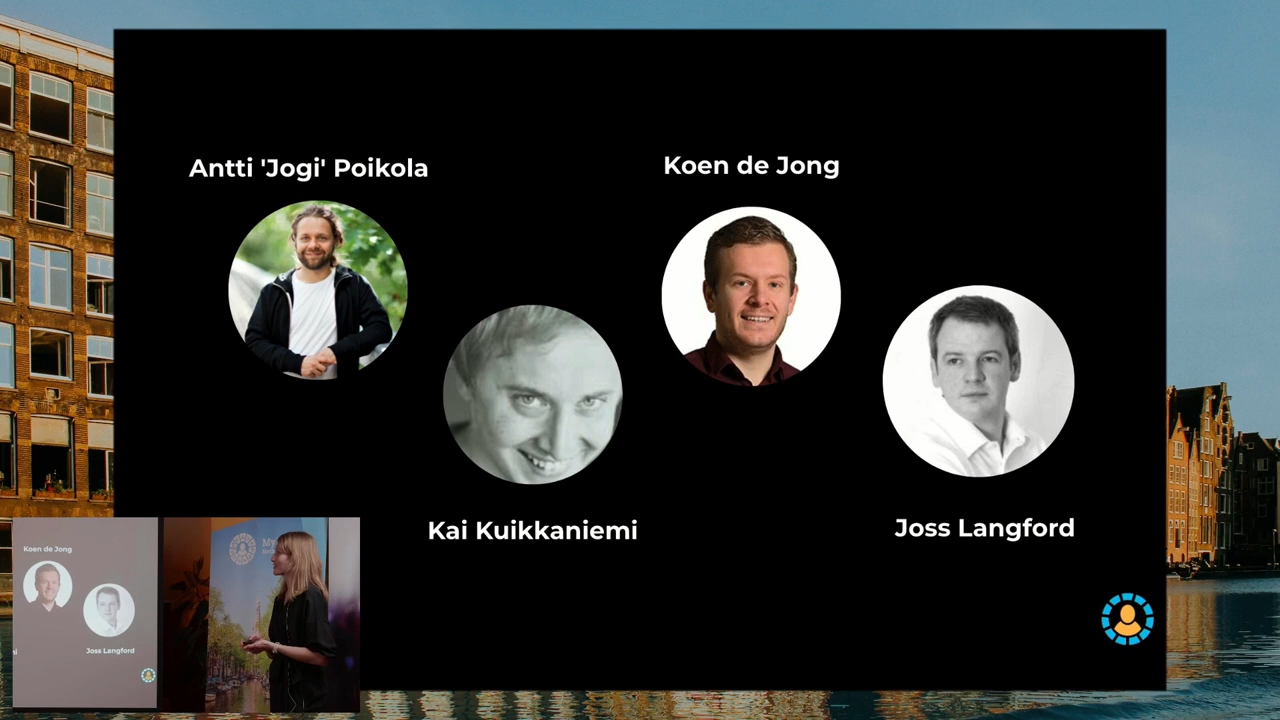 Antti 'Jogi' Poikola
Koen de Jong
Kai Kuikkaniemi
Joss Langford
Koen de Jong
Joss Langford